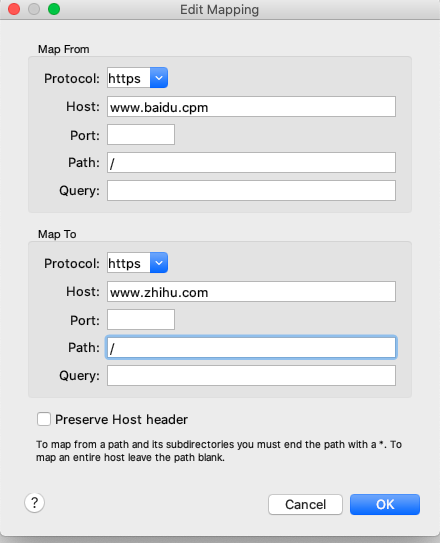 Edit Mapping
Map From
Protocol: https
Host: www.baidu.cpm
Port:
Path: /
Query:
Map To
Protocol: https
Host: www.zhihu.com
Port:
Path: /
Query:
Preserve Host header
To map from a path and its subdirectories you must end the path with a *. To
map an entire host leave the path blank.
? Cancel OK